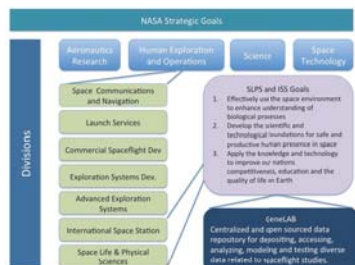 NASA Strategic Goals
Aeronautics
Research
Human Exploration
and Operations
Science
Space
Technology
Divisions
Space Communications
and Navigation
Launch Services
Commercial Spaceflight Dev
Exploration Systems Dev.
Advanced Exploration
Systems
International Space Station
Space Life & Physical
Sciences
SLPS and ISS Goals
1. Effectively use the space environment
to enhance understanding of
biological processes
2. Develop the scientific and
technological foundations for safe and
productive human presence in space
3. Apply the knowledge and technology
to improve our nations
competitiveness, education and the
quality of life on Earth
GeneLAB
Centralized and open sourced data
repository for depositing, accessing,
analyzing, modeling and testing diverse
data related to spaceflight studies.